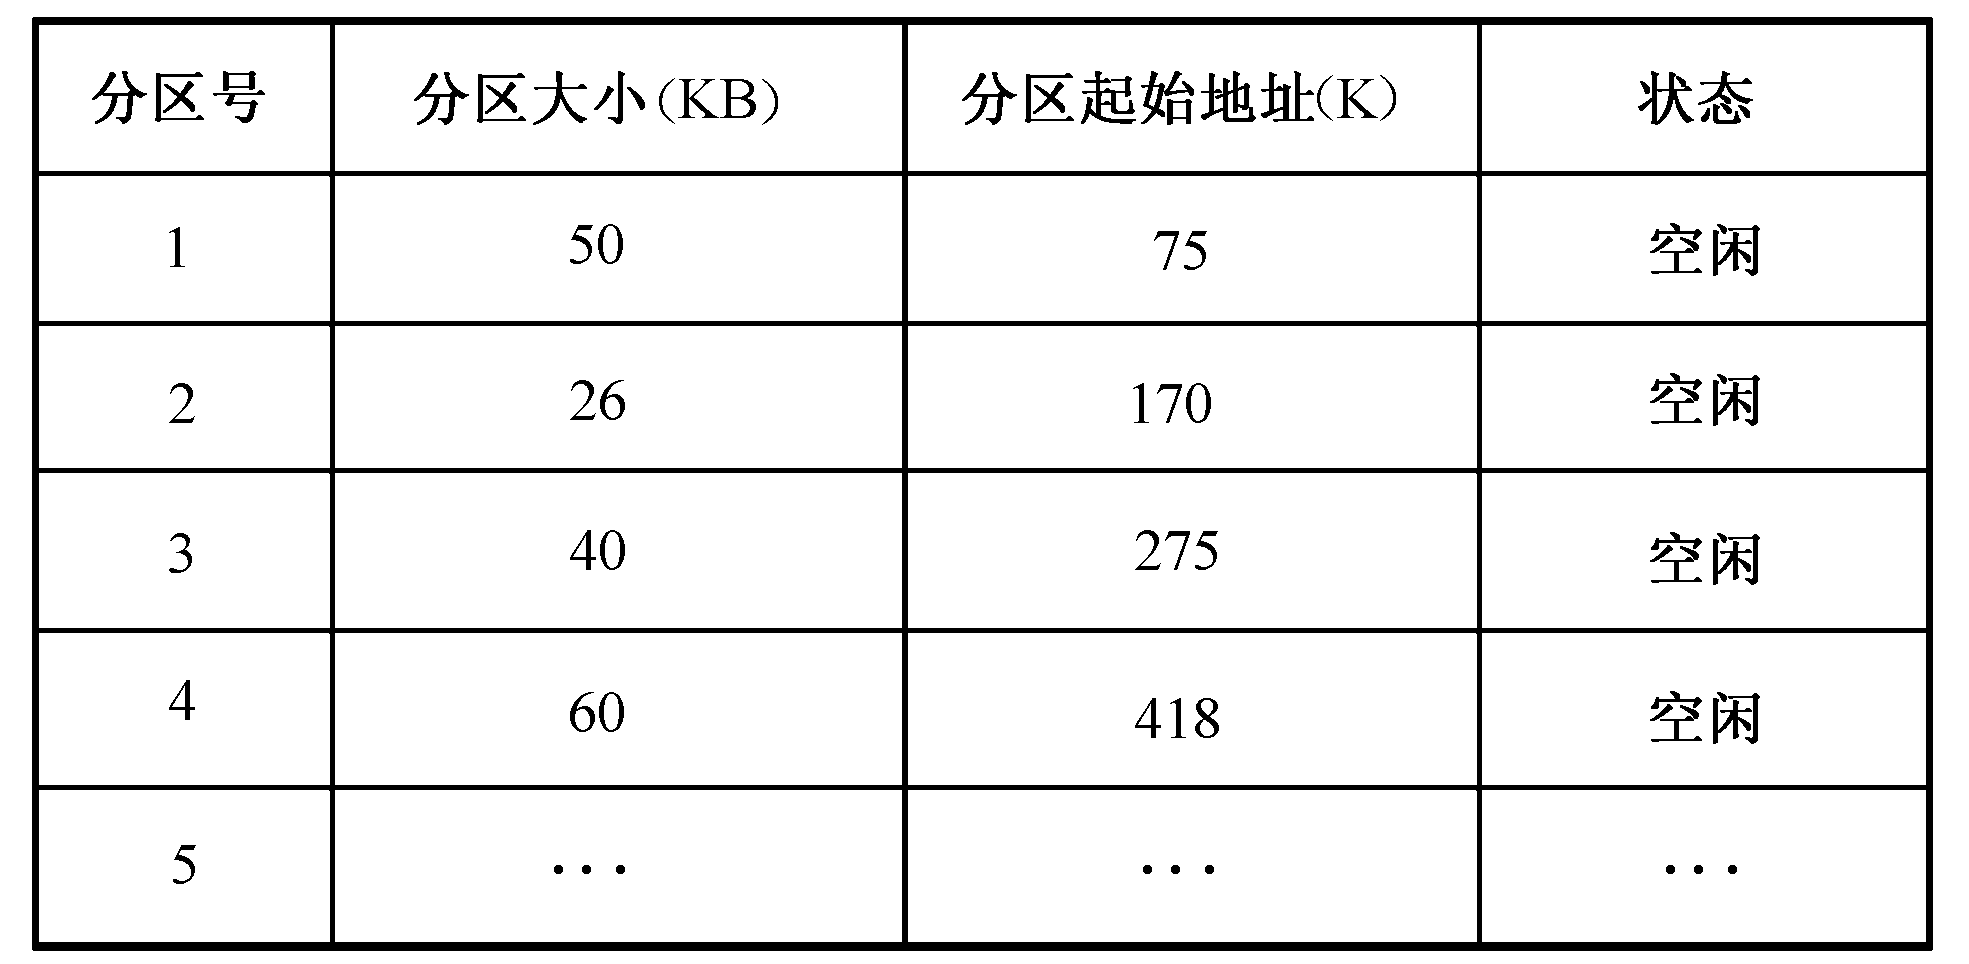 分区号 分区大小(KB) 分区起始地址(K) 状态
1 50 75 空闲
2 26 170 空闲
3 40 275 空闲
4 60 418 空闲
5 ... ... ...